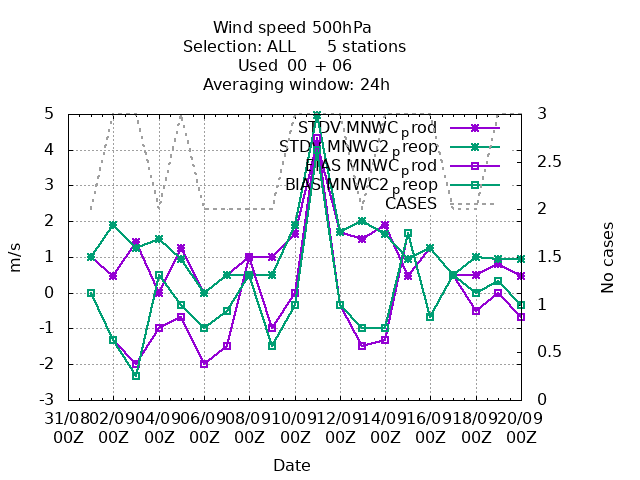 Wind speed 500hPa
Selection: ALL 5 stations
Used 00 + 06
Averaging window: 24h
5
4
3
2
1
0
-1
-2
-3
m/s
STDV MNWC_prod
STDV MNWC2_preop
BIAS MNWC_prod
BIAS MNWC2_preop
CASES
3
2.5
2
1.5
1
0.5
0
No cases
31/08 02/09 04/09 06/09 08/09 10/09 12/09 14/09 16/09 18/09 20/09
00Z 00Z 00Z 00Z 00Z 00Z 00Z 00Z 00Z 00Z 00Z
Date